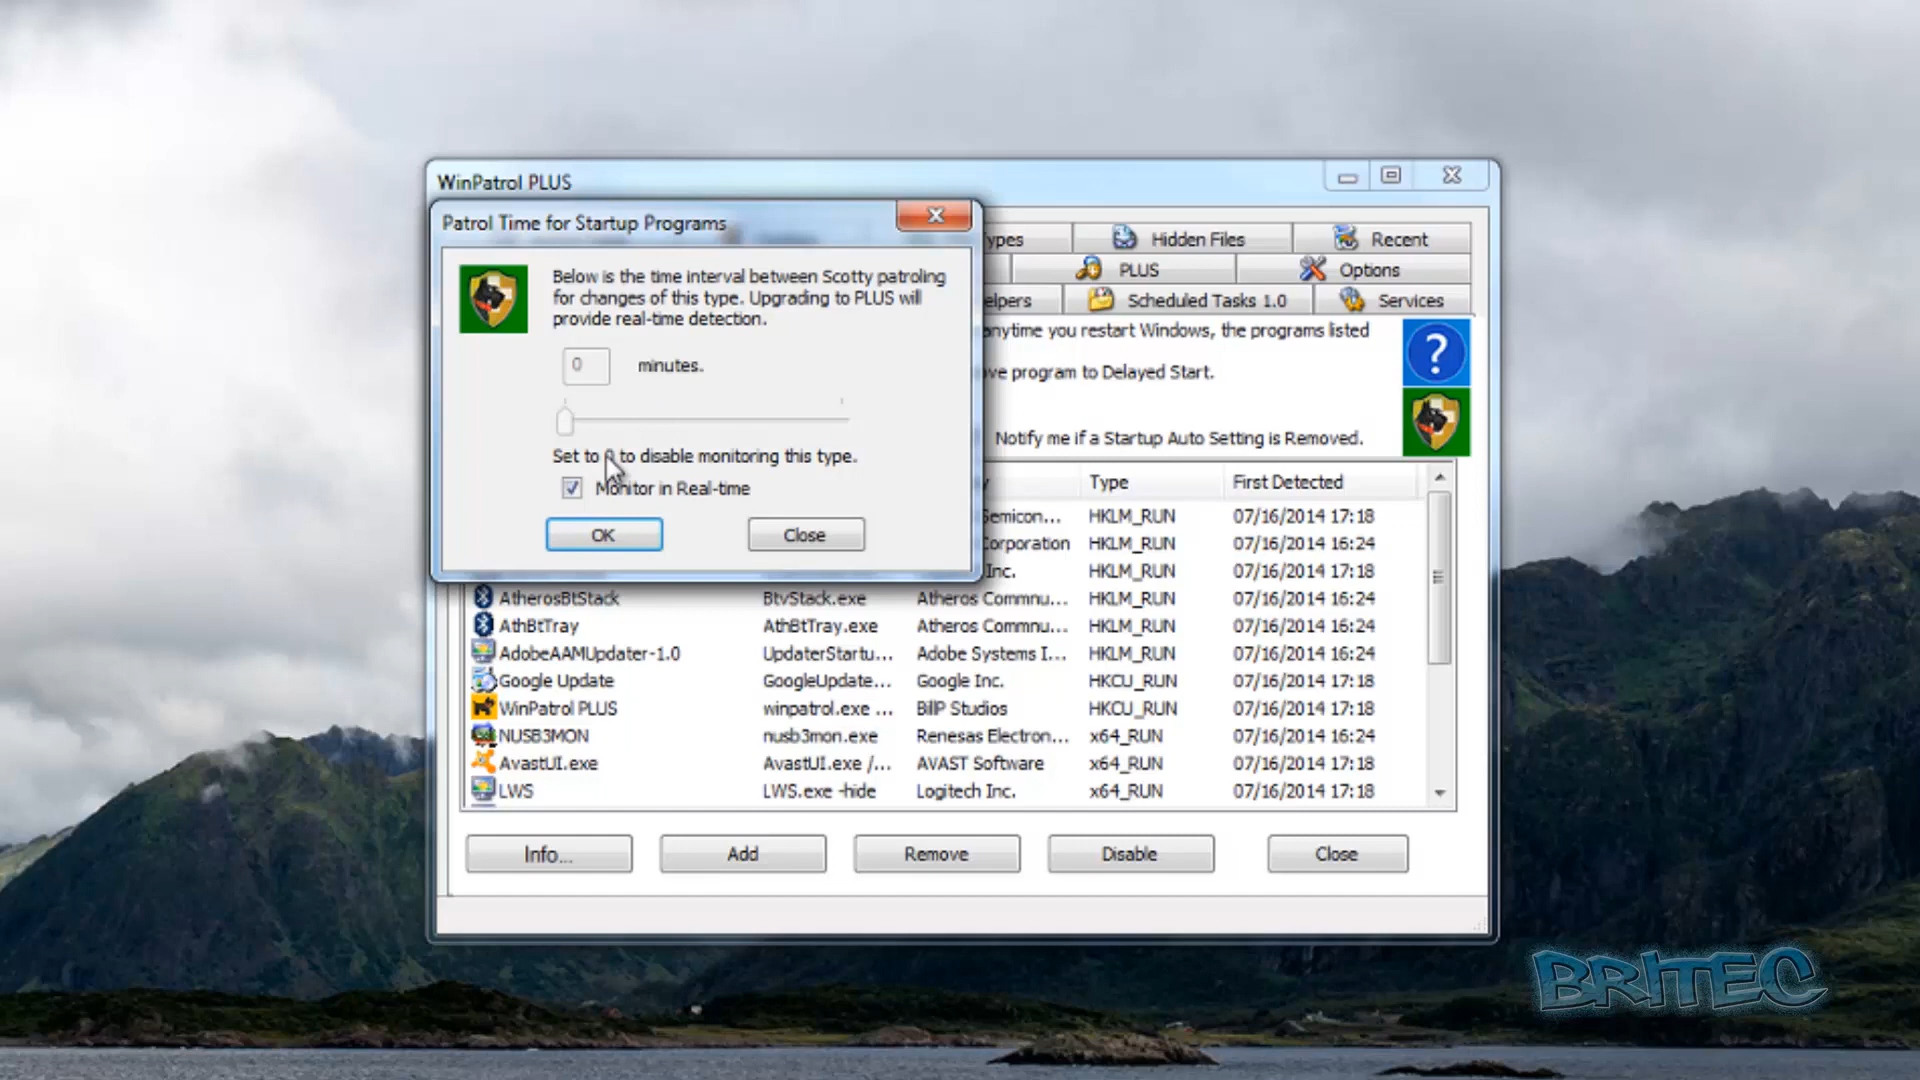 WinPatrol PLUS
Patrol Time for Startup Programs
Below is the time interval between Scotty patroling
for changes of this type. Upgrading to PLUS will
provide real-time detection.
0 minutes.
Set to 0 to disable monitoring this type.
Monitor in Real-time
OK Close
ypes Hidden Files Recent
PLUS Options
elpers Scheduled Tasks 1.0 Services
anytime you restart Windows, the programs listed
ve program to Delayed Start.
Notify me if a Startup Auto Setting is Removed.
y Type First Detected
Semicon... HKLM_RUN 07/16/2014 17:18
Corporation HKLM_RUN 07/16/2014 16:24
Inc. HKLM_RUN 07/16/2014 17:18
AtherosBtStack BtvStack.exe Atheros Commnu... HKLM_RUN 07/16/2014 16:24
AthBtTray AthBtTray.exe Atheros Commnu... HKLM_RUN 07/16/2014 16:24
AdobeAAMUpdater-1.0 UpdaterStartu... Adobe Systems I... HKLM_RUN 07/16/2014 16:24
Google Update GoogleUpdate... Google Inc. HKCU_RUN 07/16/2014 17:18
WinPatrol PLUS winpatrol.exe ... BillP Studios HKCU_RUN 07/16/2014 17:18
NUSB3MON nusb3mon.exe Renesas Electron... x64_RUN 07/16/2014 16:24
AvastUI.exe AvastUI.exe /... AVAST Software x64_RUN 07/16/2014 17:18
LWS LWS.exe -hide Logitech Inc. x64_RUN 07/16/2014 17:18
Info... Add Remove Disable Close
BRITEC